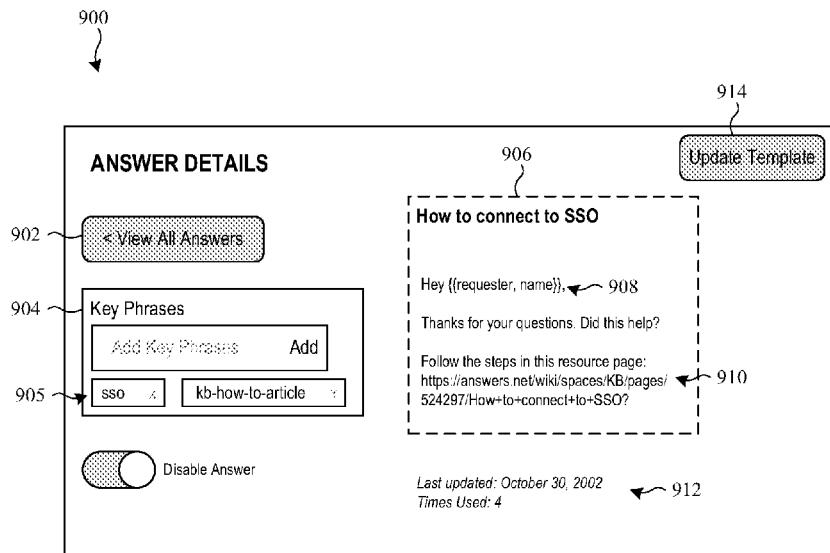 900
914
Update Template
ANSWER DETAILS
906
How to connect to SSO
902
< View All Answers
Hey {{requester, name}},
908
904
Key Phrases
Thanks for your questions. Did this help?
Add Key Phrases
Add
Follow the steps in this resource page:
https://answers.net/wiki/spaces/KB/pages/
524297/How+to+connect+to+SSO?
910
905
sso x
kb-how-to-article
Disable Answer
Last updated: October 30, 2002
Times Used: 4
912